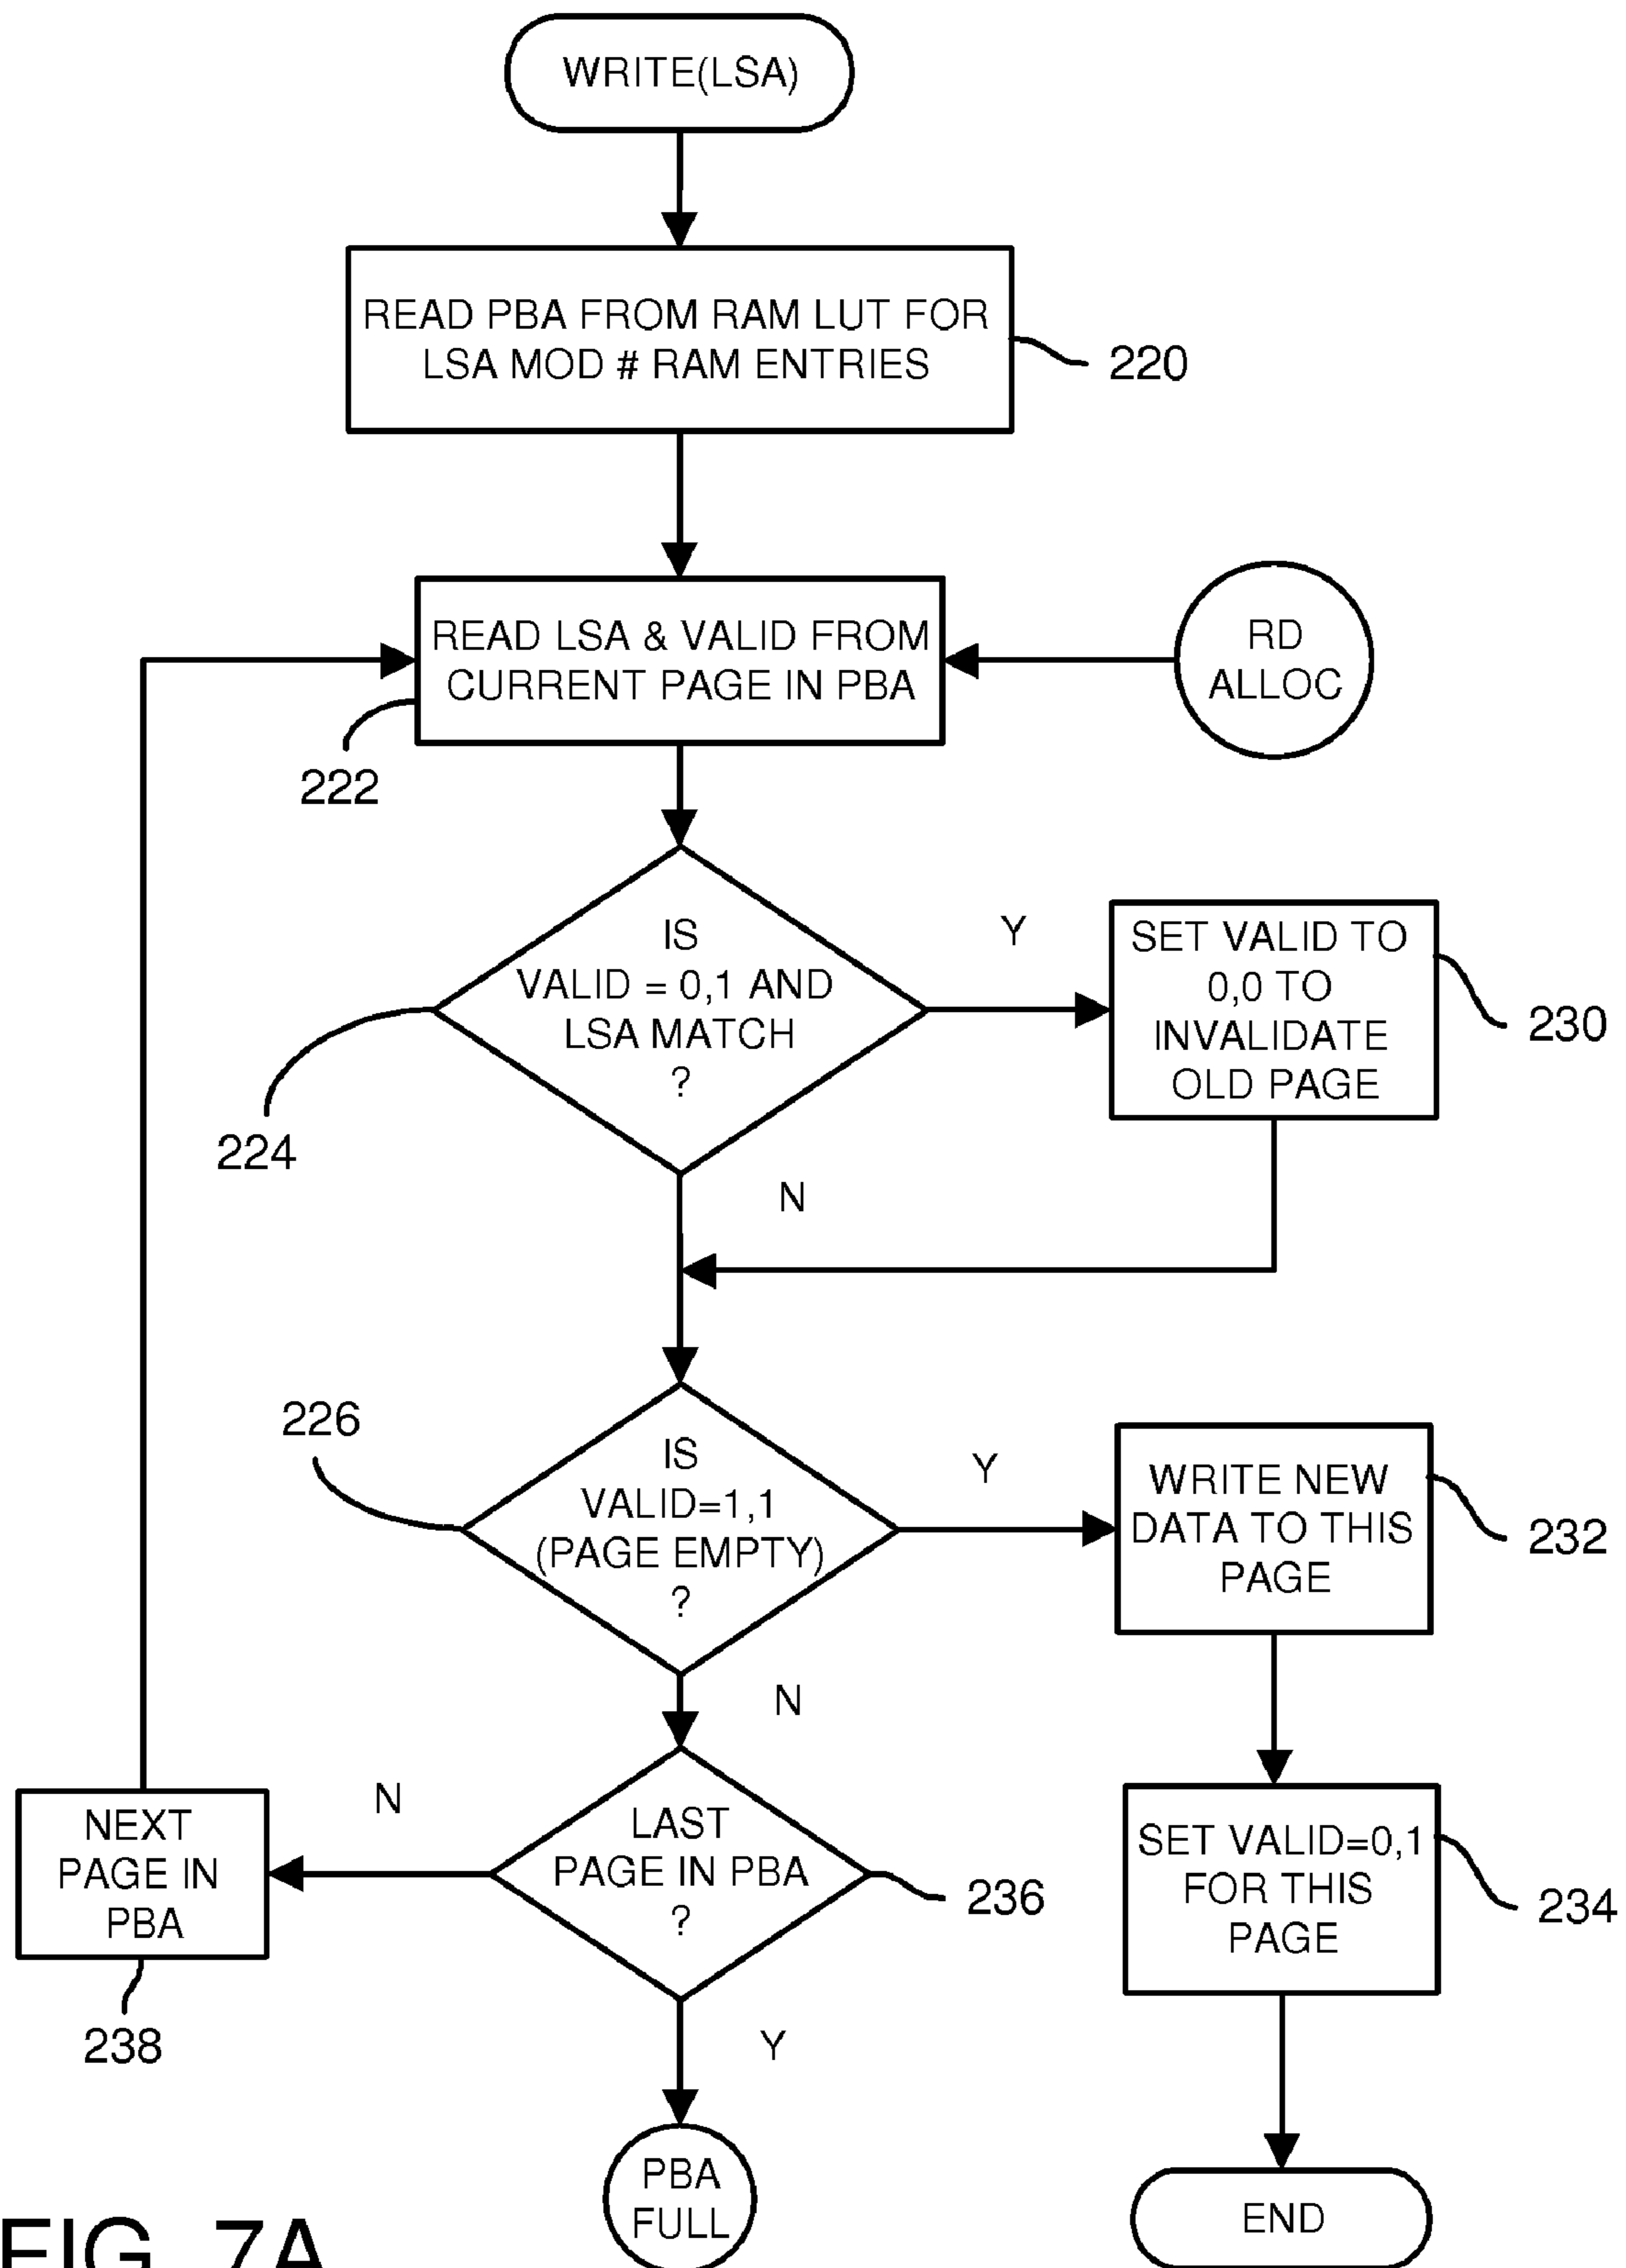 WRITE(LSA)
READ PBA FROM RAM LUT FOR
LSA MOD # RAM ENTRIES
220
READ LSA & VALID FROM
CURRENT PAGE IN PBA
RD
ALLOC
222
IS
VALID = 0,1 AND
LSA MATCH
?
Y
SET VALID TO
0,0 TO
INVALIDATE
OLD PAGE
230
224
N
226
IS
VALID=1,1
(PAGE EMPTY)
?
Y
WRITE NEW
DATA TO THIS
PAGE
232
N
NEXT
PAGE IN
PBA
N
LAST
PAGE IN PBA
?
236
SET VALID=0,1
FOR THIS
PAGE
234
238
Y
PBA
FULL
END
FIG. 7A